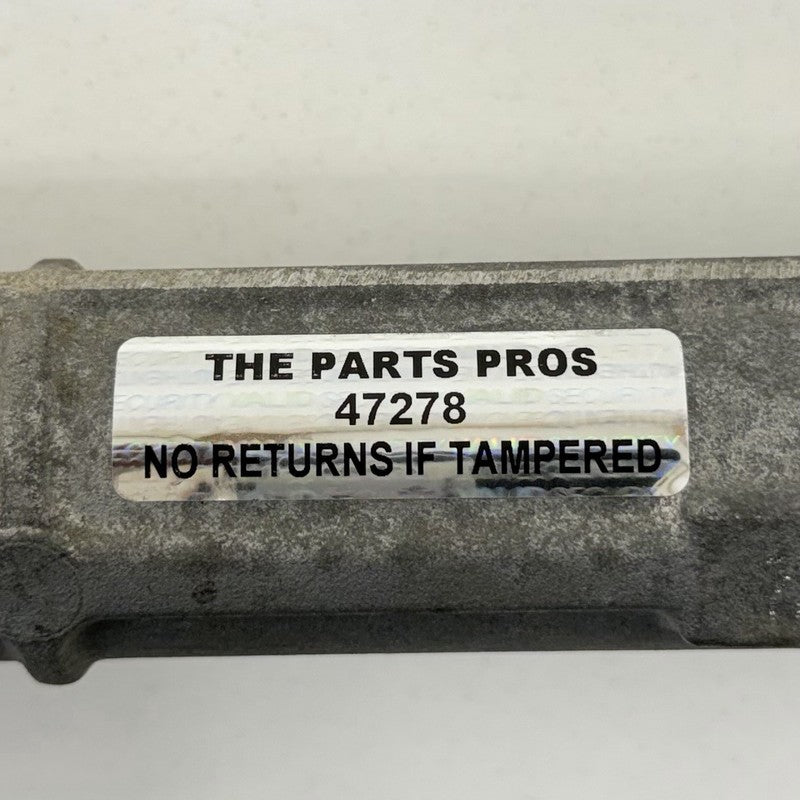 THE PARTS PROS
47278
NO RETURNS IF TAMPERED